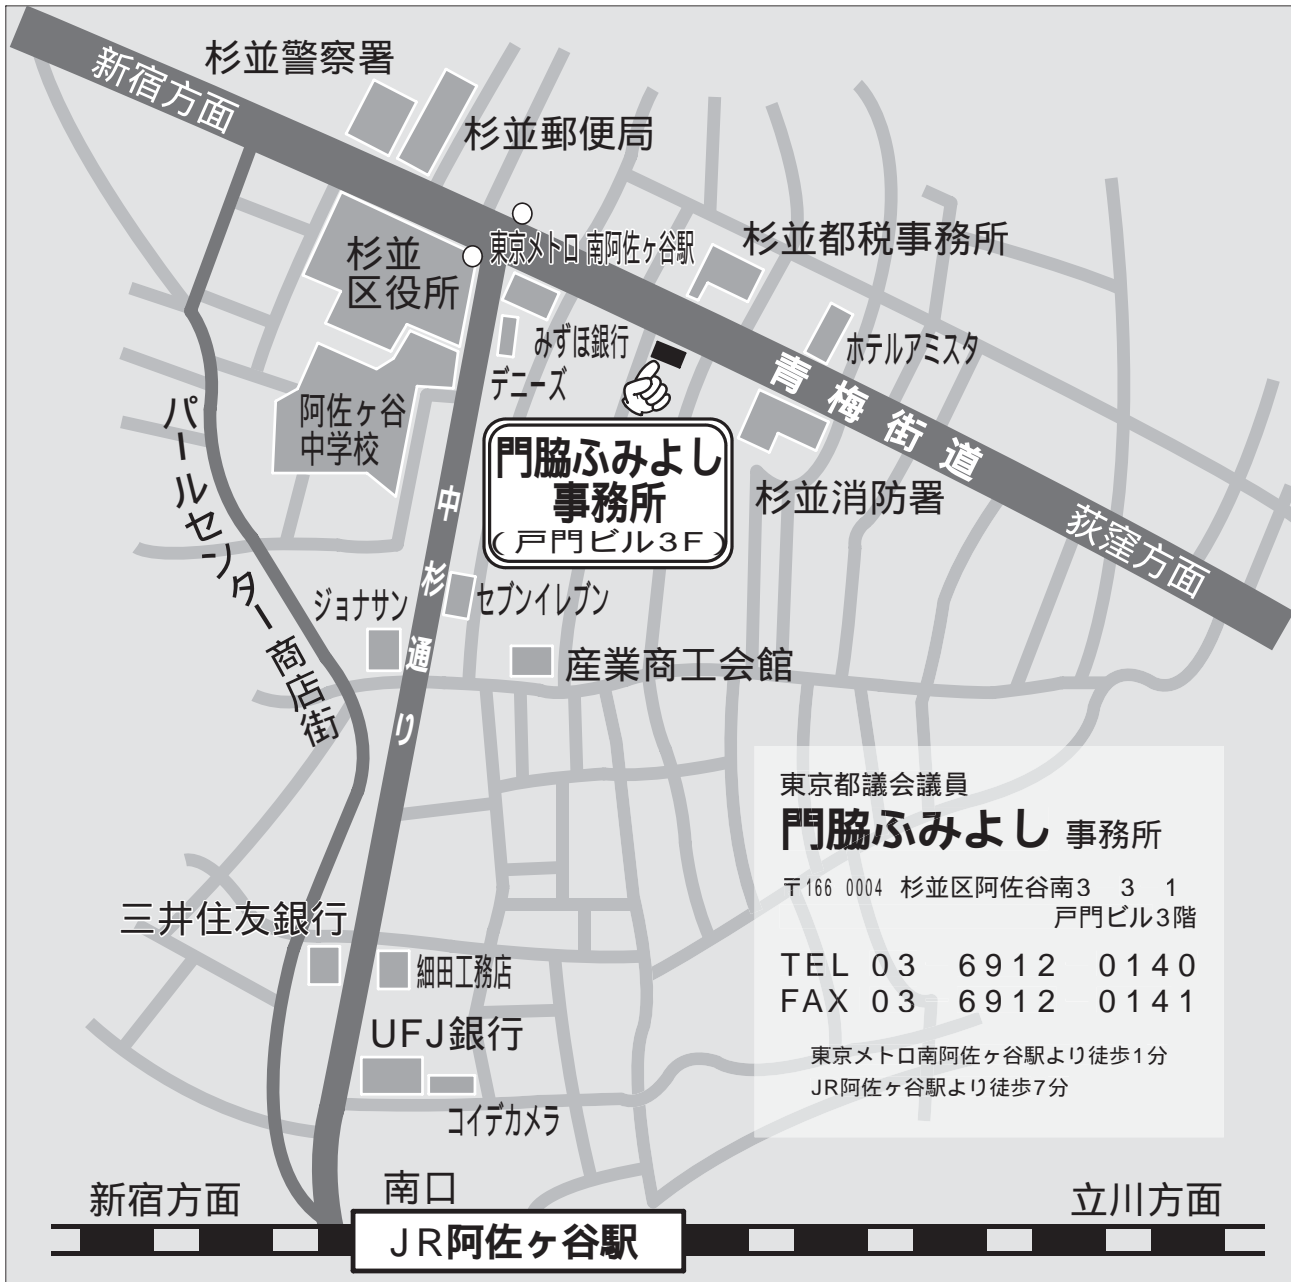 新宿方面
杉並警察署
杉並郵便局
東京メトロ 南阿佐ヶ谷駅
杉並都税事務所
杉並
区役所
みずほ銀行
デニーズ
ホテルアミスタ
青梅街道
阿佐ヶ谷
中学校
門脇ふみよし
事務所
(戸門ビル3F)
杉並消防署
荻窪方面
パールセンター商店街
中杉通り
ジョナサン
セブンイレブン
産業商工会館
東京都議会議員
門脇ふみよし 事務所
〒166 0004 杉並区阿佐谷南3 3 1
戸門ビル3階
TEL 03 6912 0140
FAX 03 6912 0141
東京メトロ南阿佐ヶ谷駅より徒歩1分
JR阿佐ヶ谷駅より徒歩7分
三井住友銀行
細田工務店
UFJ銀行
コイデカメラ
新宿方面
南口
立川方面
JR阿佐ヶ谷駅